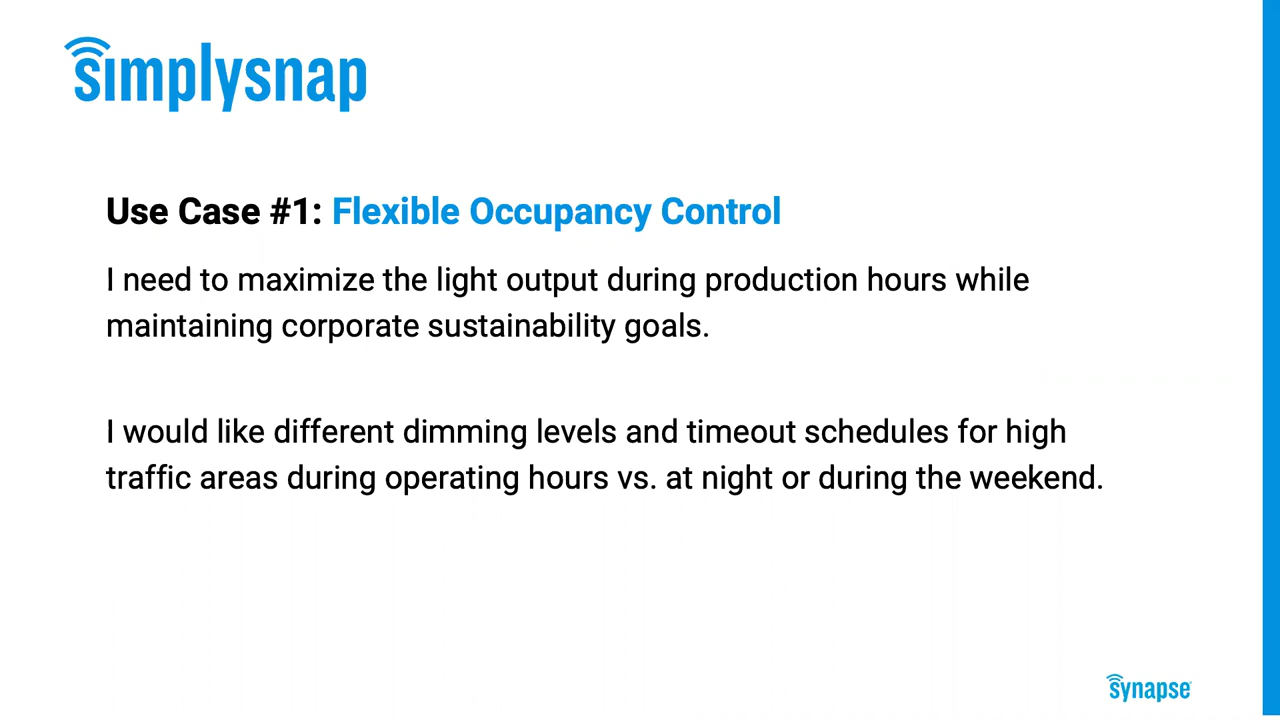 simplysnap
Use Case #1: Flexible Occupancy Control
I need to maximize the light output during production hours while
maintaining corporate sustainability goals.
I would like different dimming levels and timeout schedules for high
traffic areas during operating hours vs. at night or during the weekend.
synapse